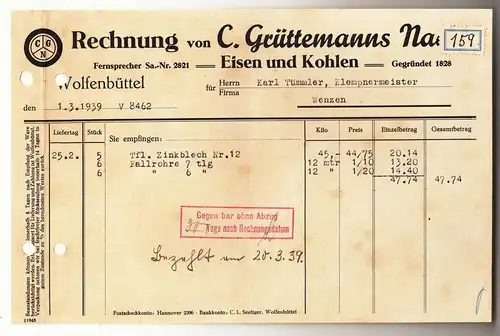 C G N
Rechnung von C. Grüttemanns Na
159
Fernsprecher Sa.-Nr. 2821 Eisen und Kohlen Gegründet 1828
Wolfenbüttel für Herrn Firma Karl Tümmler, Klempnermeister
den 1.3.1939 V 8462 Wenzen
Liefertag Stück Sie empfingen: Kilo Preis Einzelbetrag Gesamtbetrag
25.2. 5 Tfl. Zinkblech Nr.12 45,- 44/75 20.14
6 Fallrohre 7 tlg 12 mtr 1/10 13.20
6 " 6 " 12 " 1/20 14.40
47.74 47.74
Gegen bar ohne Abzug
30 Tage nach Rechnungsdatum
Bezahlt am 20.3.39.
Postscheckkonto: Hannover 2300 - Bankkonto: C. L. Seeliger, Wolfenbüttel